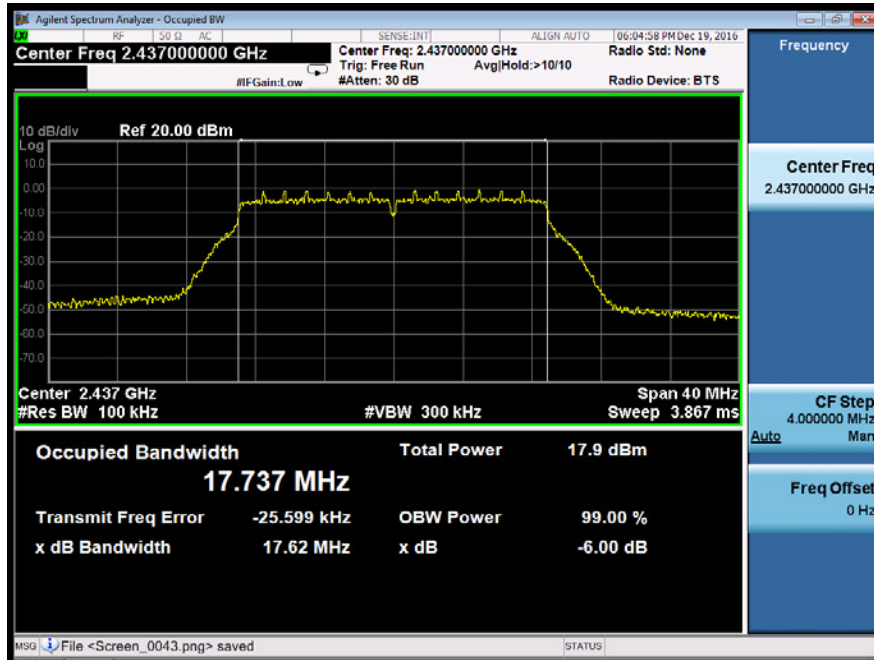 Agilent Spectrum Analyzer - Occupied BW
LXI RF 50 Ω AC SENSE:INT ALIGN AUTO 06:04:58 PM Dec 19, 2016
Center Freq 2.437000000 GHz Center Freq: 2.437000000 GHz Radio Std: None
Trig: Free Run Avg|Hold:>10/10
#IFGain:Low #Atten: 30 dB Radio Device: BTS
10 dB/div Ref 20.00 dBm
Log
10.0
0.00
-10.0
-20.0
-30.0
-40.0
-50.0
-60.0
-70.0
Center 2.437 GHz Span 40 MHz
#Res BW 100 kHz #VBW 300 kHz Sweep 3.867 ms
Occupied Bandwidth Total Power 17.9 dBm
17.737 MHz
Transmit Freq Error -25.599 kHz OBW Power 99.00 %
x dB Bandwidth 17.62 MHz x dB -6.00 dB
Frequency
Center Freq
2.437000000 GHz
CF Step
4.000000 MHz
Auto Man
Freq Offset
0 Hz
MSG File <Screen_0043.png> saved STATUS